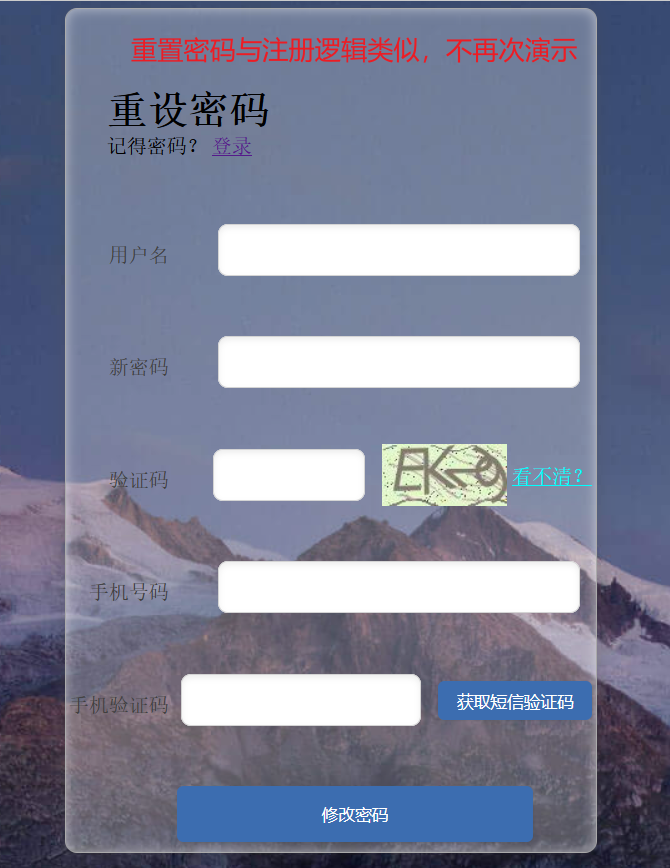 重置密码与注册逻辑类似，不再次演示
重设密码
记得密码？ 登录
用户名
新密码
验证码 看不清？
手机号码
手机验证码 获取短信验证码
修改密码